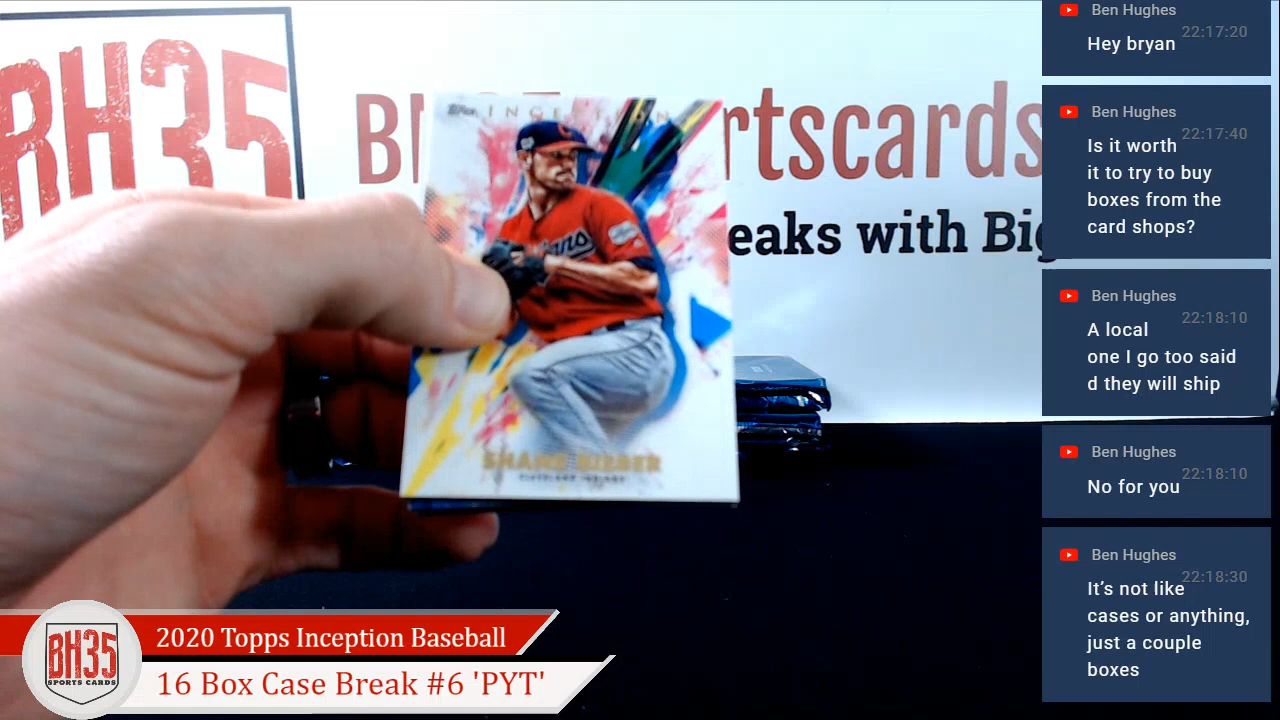 BH35
BH
rtscards
eaks with Big
Topps INCEPTION
SHANE BIEBER
CLEVELAND INDIANS
BH35
SPORTS CARDS
2020 Topps Inception Baseball
16 Box Case Break #6 'PYT'
Ben Hughes
22:17:20
Hey bryan
Ben Hughes
22:17:40
Is it worth
it to try to buy
boxes from the
card shops?
Ben Hughes
22:18:10
A local
one I go too said
d they will ship
Ben Hughes
22:18:10
No for you
Ben Hughes
22:18:30
It’s not like
cases or anything,
just a couple
boxes